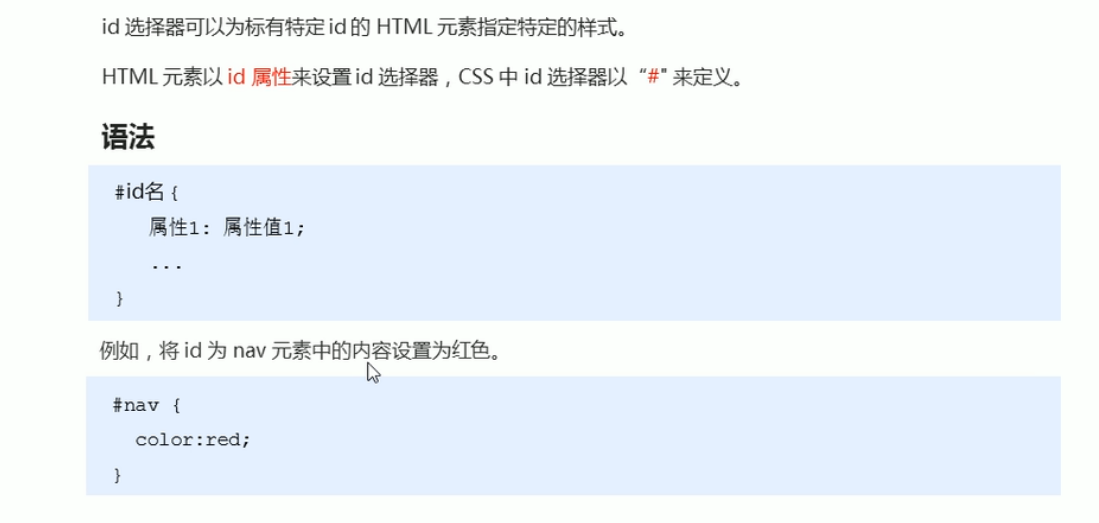 id 选择器可以为标有特定 id 的 HTML 元素指定特定的样式。
HTML 元素以 id 属性来设置 id 选择器，CSS 中 id 选择器以 “#" 来定义。
语法
#id名 {
属性1: 属性值1;
...
}
例如，将 id 为 nav 元素中的内容设置为红色。
#nav {
color:red;
}